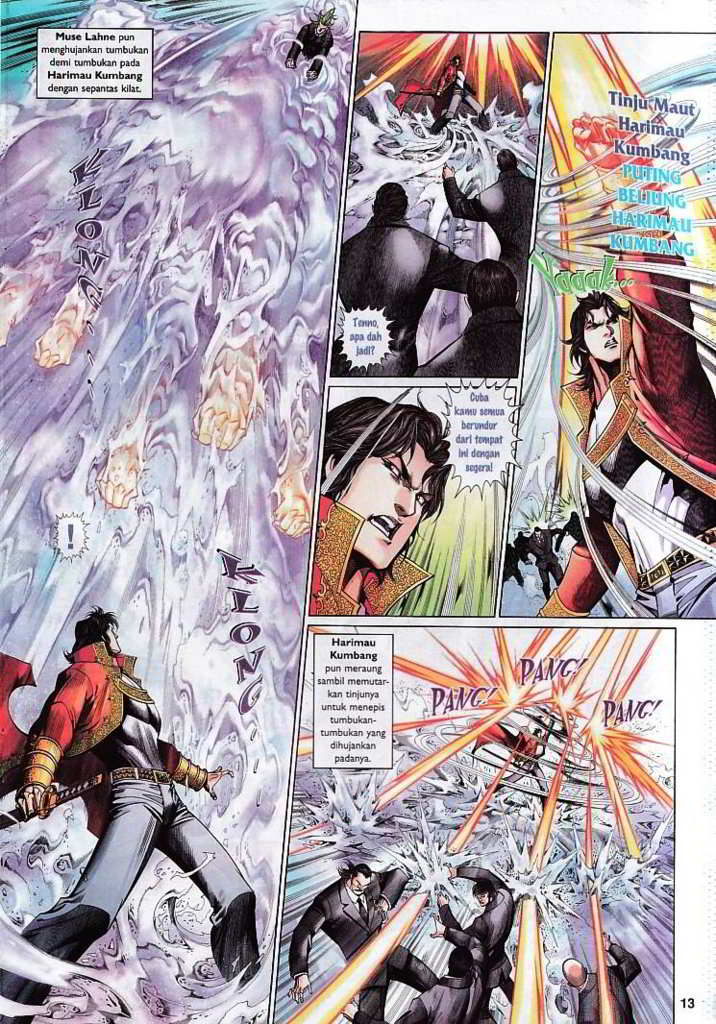 Muse Lahne pun
menghujankan tumbukan
demi tumbukan pada
Harimau Kumbang
dengan sepantas kilat.
KLONG...
!
KLONG...
Tenno,
apa dah
jadi?
Cuba
kamu semua
berundur
dari tempat
ini dengan
segera!
Tinju Maut
Harimau
Kumbang
PUTING
BELIUNG
HARIMAU
KUMBANG
Yaaak...
Harimau
Kumbang
pun meraung
sambil memutar-
kan tinjunya
untuk menepis
tumbukan-
tumbukan yang
dihujankan
padanya.
PANG!
PANG!
PANG!
13